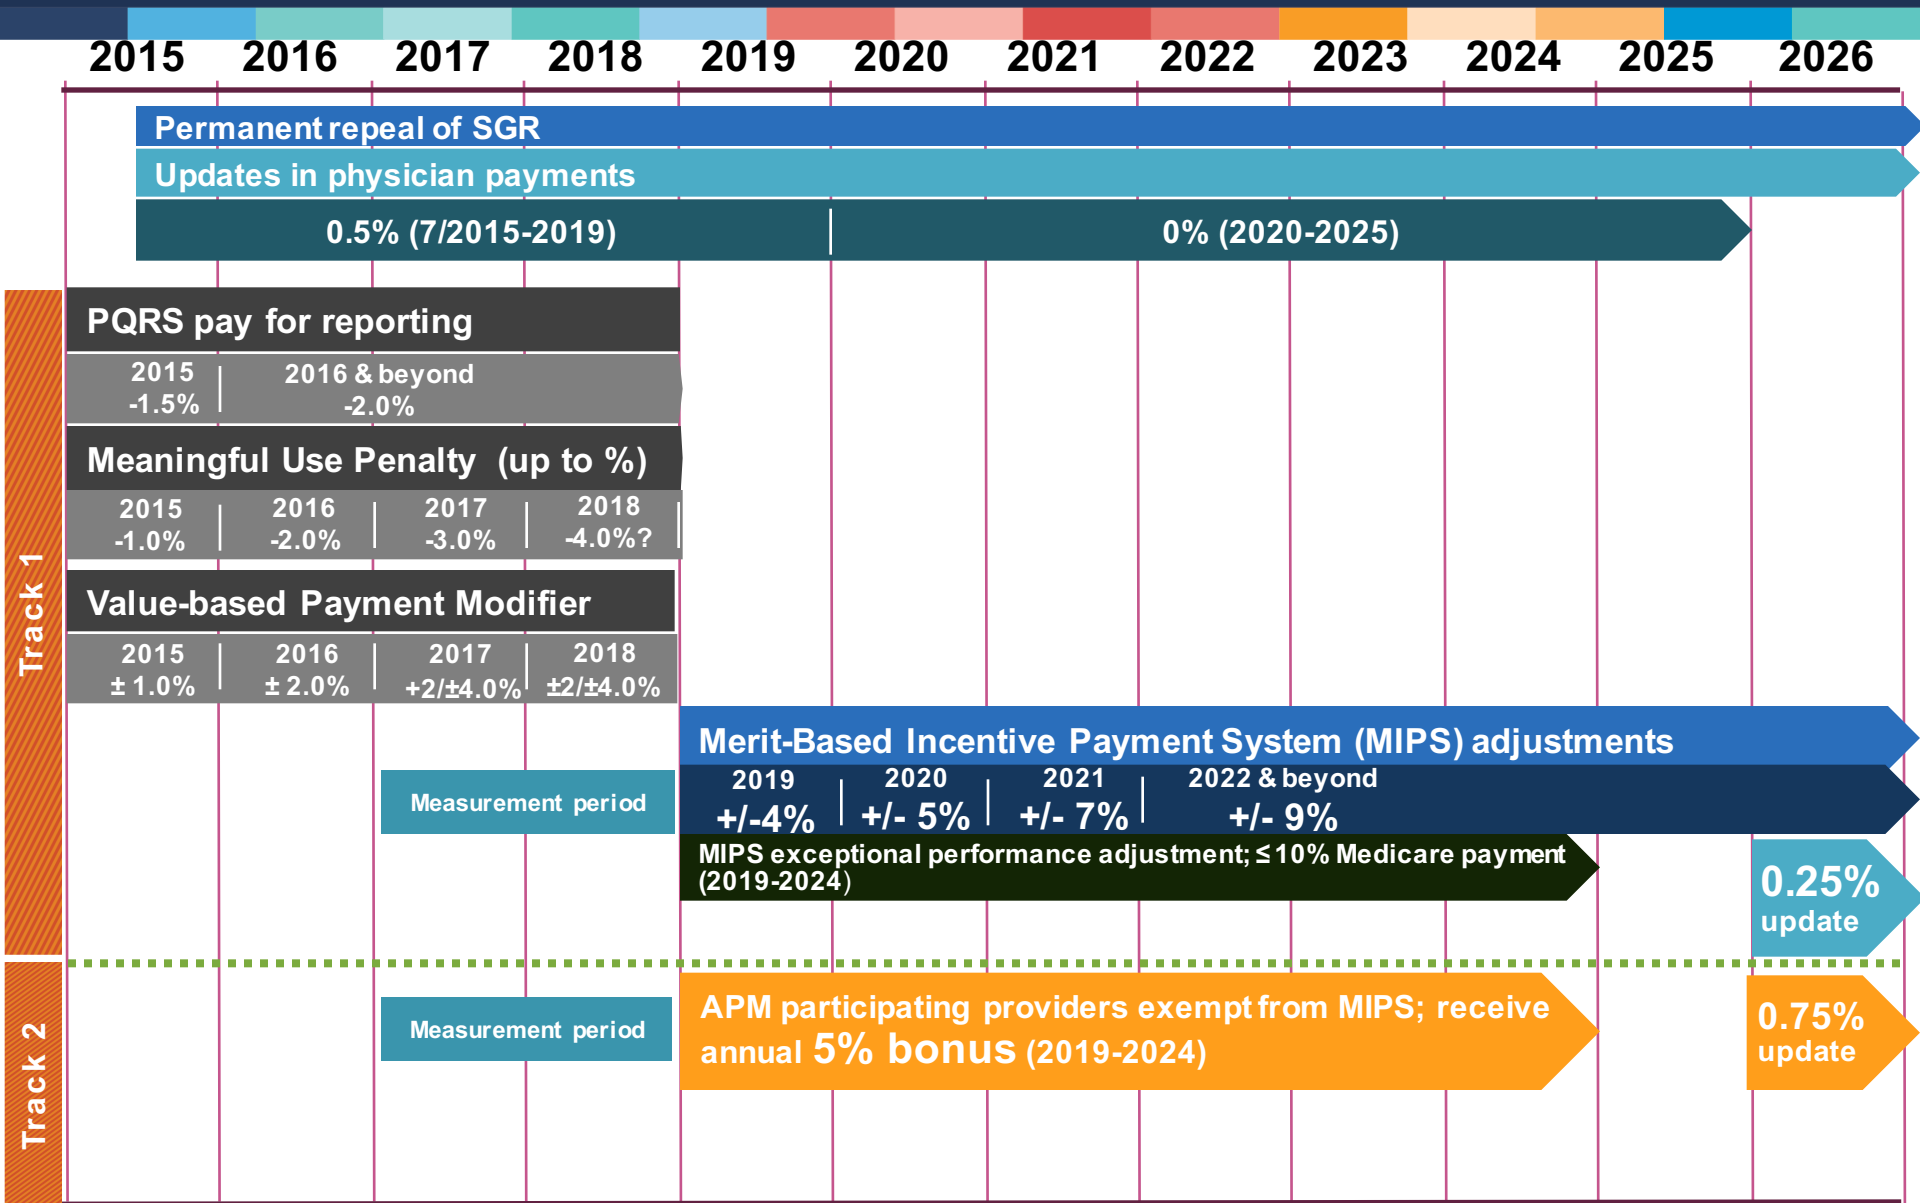 2015 2016 2017 2018 2019 2020 2021 2022 2023 2024 2025 2026
Permanent repeal of SGR
Updates in physician payments
0.5% (7/2015-2019) 0% (2020-2025)
Track 1
PQRS pay for reporting
2015 2016 & beyond
-1.5% -2.0%
Meaningful Use Penalty (up to %)
2015 2016 2017 2018
-1.0% -2.0% -3.0% -4.0%?
Value-based Payment Modifier
2015 2016 2017 2018
± 1.0% ± 2.0% +2/±4.0% ±2/±4.0%
Merit-Based Incentive Payment System (MIPS) adjustments
Measurement period
2019 2020 2021 2022 & beyond
+/-4% +/- 5% +/- 7% +/- 9%
MIPS exceptional performance adjustment; ≤ 10% Medicare payment
(2019-2024)
0.25%
update
Track 2
Measurement period
APM participating providers exempt from MIPS; receive
annual 5% bonus (2019-2024)
0.75%
update